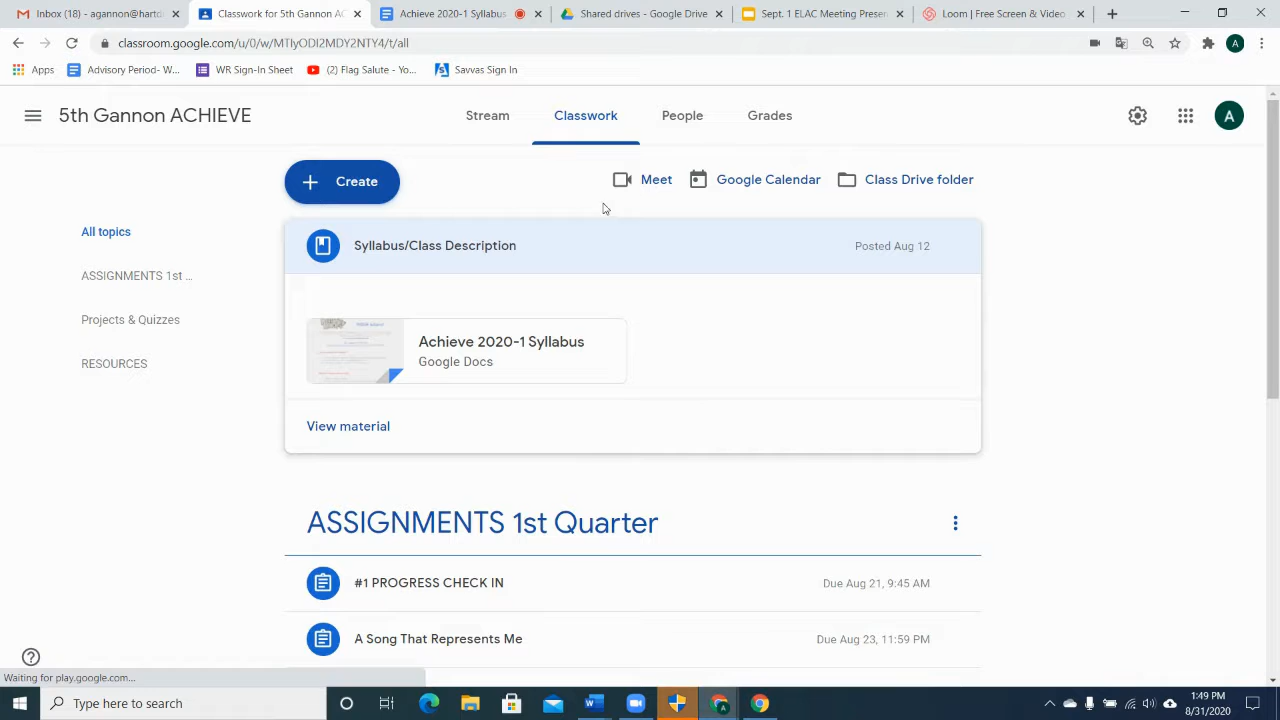 Inbox (341) - agannon@hartd
Classwork for 5th Gannon ACHIE
Achieve 2020-1 Syllabus
Shared drives - Google Drive
Sept. 1 ELAC Meeting Presen
Loom | Free Screen & Video
classroom.google.com/u/0/w/MTIyODI2MDY2NTY4/t/all
A
Apps
Advisory Period- W...
WR Sign-In Sheet
(2) Flag Salute - Yo...
Savvas Sign In
5th Gannon ACHIEVE
Stream
Classwork
People
Grades
A
Create
Meet
Google Calendar
Class Drive folder
All topics
ASSIGNMENTS 1st ...
Projects & Quizzes
RESOURCES
Syllabus/Class Description
Posted Aug 12
Achieve 2020-1 Syllabus
Google Docs
View material
ASSIGNMENTS 1st Quarter
#1 PROGRESS CHECK IN
Due Aug 21, 9:45 AM
A Song That Represents Me
Due Aug 23, 11:59 PM
Waiting for play.google.com...
Type here to search
1:49 PM
8/31/2020